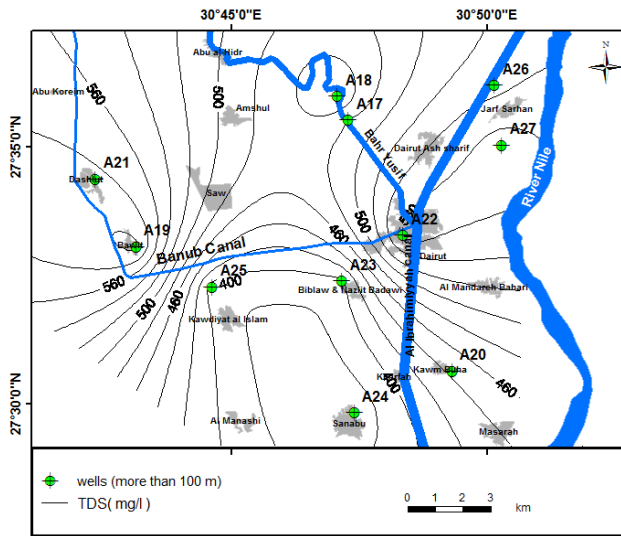 30°45'0"E
30°50'0"E
N
Abu al Hidr
A18
A26
Abu Koreim
560
500
500
Amshul
A17
Jarf Sarhan
27°35'0"N
Bahr Yusif
Dairut Ash sharif
A27
A21
Dashlut
Saw
River Nile
A19
Bawit
Banub Canal
500
460
A22
Dairut
560
500
460
A25
400
A23
Biblaw & Nazlit Badawi
Al Ibrahimiyyah canal
Al Mandareh Bahari
Kawdiyat al Islam
A20
Kawm Buha
460
27°30'0"N
A24
Al Manashi
Sanabu
Masarah
wells (more than 100 m)
TDS( mg/l )
0 1 2 3
km